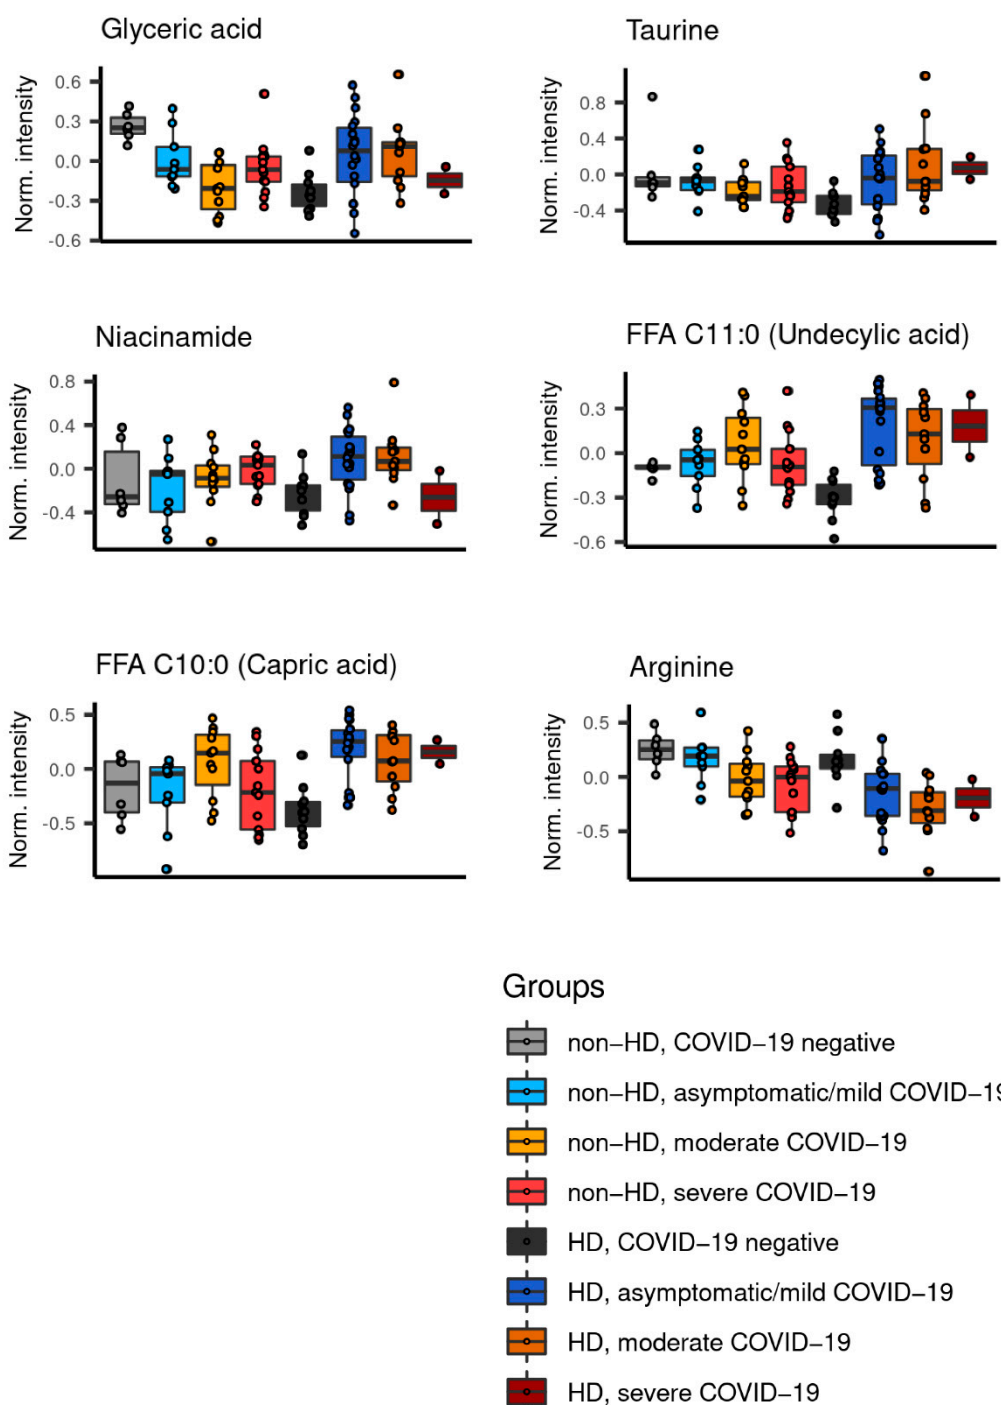 Glyceric acid
Norm. intensity
0.6
0.3
0.0
-0.3
-0.6
Taurine
Norm. intensity
0.8
0.4
0.0
-0.4
Niacinamide
Norm. intensity
0.8
0.4
0.0
-0.4
FFA C11:0 (Undecylic acid)
Norm. intensity
0.3
0.0
-0.3
-0.6
FFA C10:0 (Capric acid)
Norm. intensity
0.5
0.0
-0.5
Arginine
Norm. intensity
0.5
0.0
-0.5
Groups
non−HD, COVID−19 negative
non−HD, asymptomatic/mild COVID−19
non−HD, moderate COVID−19
non−HD, severe COVID−19
HD, COVID−19 negative
HD, asymptomatic/mild COVID−19
HD, moderate COVID−19
HD, severe COVID−19